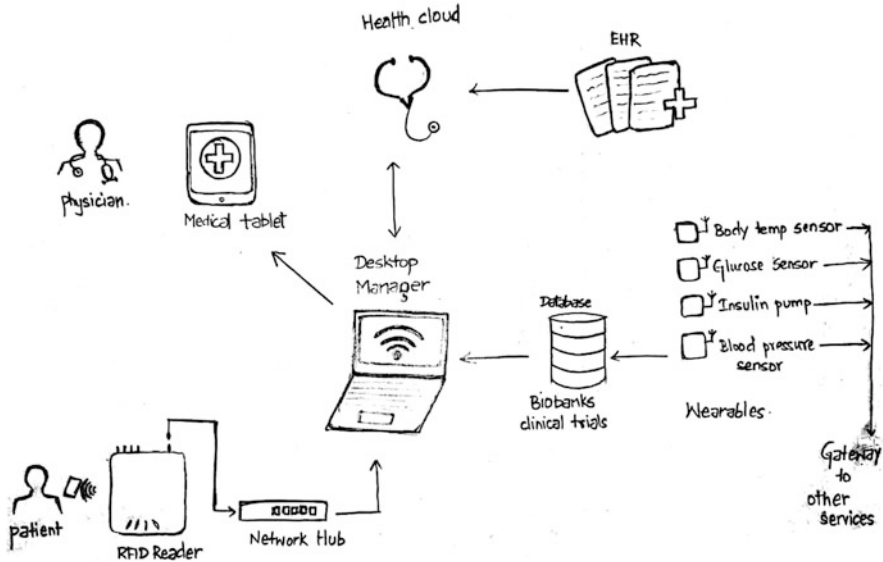 Health cloud
EHR
physician.
Medical tablet
Desktop
Manager
Database
Biobanks
clinical trials
Body temp sensor
Glucose sensor
Insulin pump
Blood pressure
sensor
Wearables.
Gateway
to
other
services
patient
RFID Reader
Network Hub